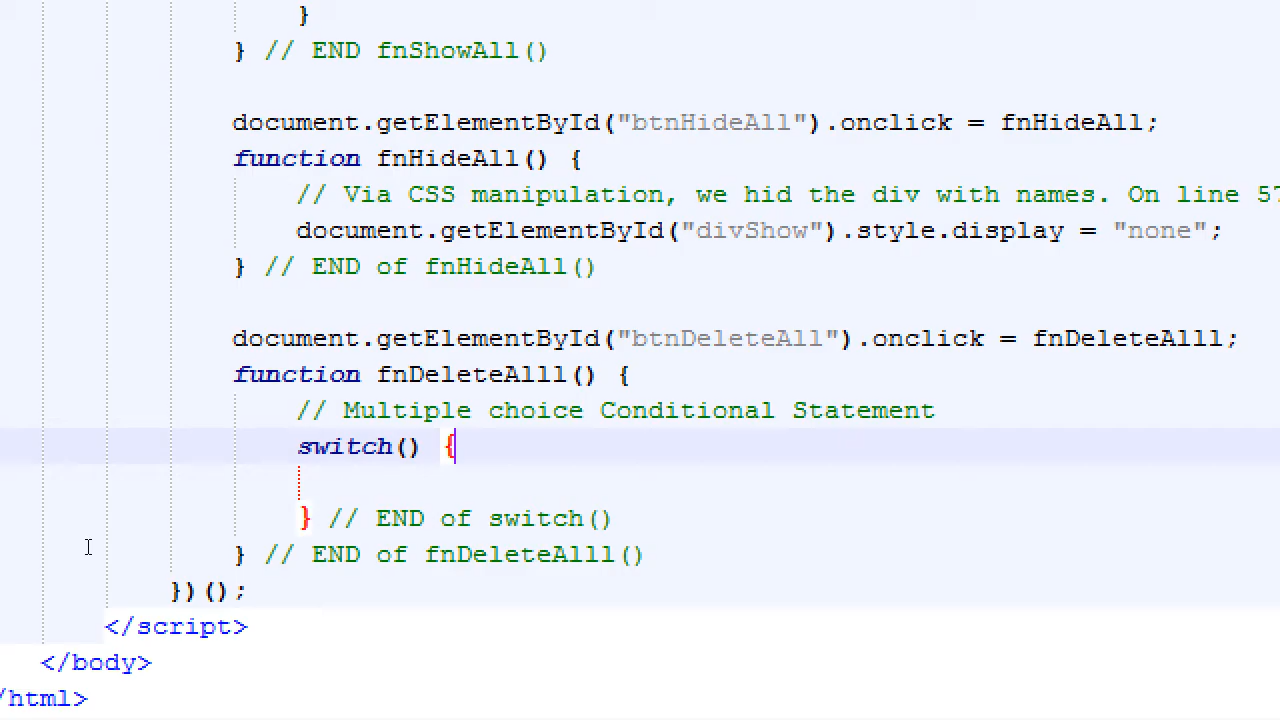 }
} // END fnShowAll()
document.getElementById("btnHideAll").onclick = fnHideAll;
function fnHideAll() {
// Via CSS manipulation, we hid the div with names. On line 57
document.getElementById("divShow").style.display = "none";
} // END of fnHideAll()
document.getElementById("btnDeleteAll").onclick = fnDeleteAlll;
function fnDeleteAlll() {
// Multiple choice Conditional Statement
switch() {
} // END of switch()
} // END of fnDeleteAlll()
})();
</script>
</body>
/html>